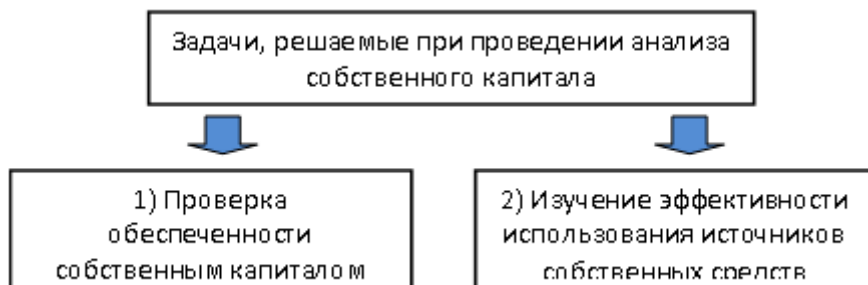 Задачи, решаемые при проведении анализа
собственного капитала
1) Проверка
обеспеченности
собственным капиталом
2) Изучение эффективности
использования источников
собственных средств